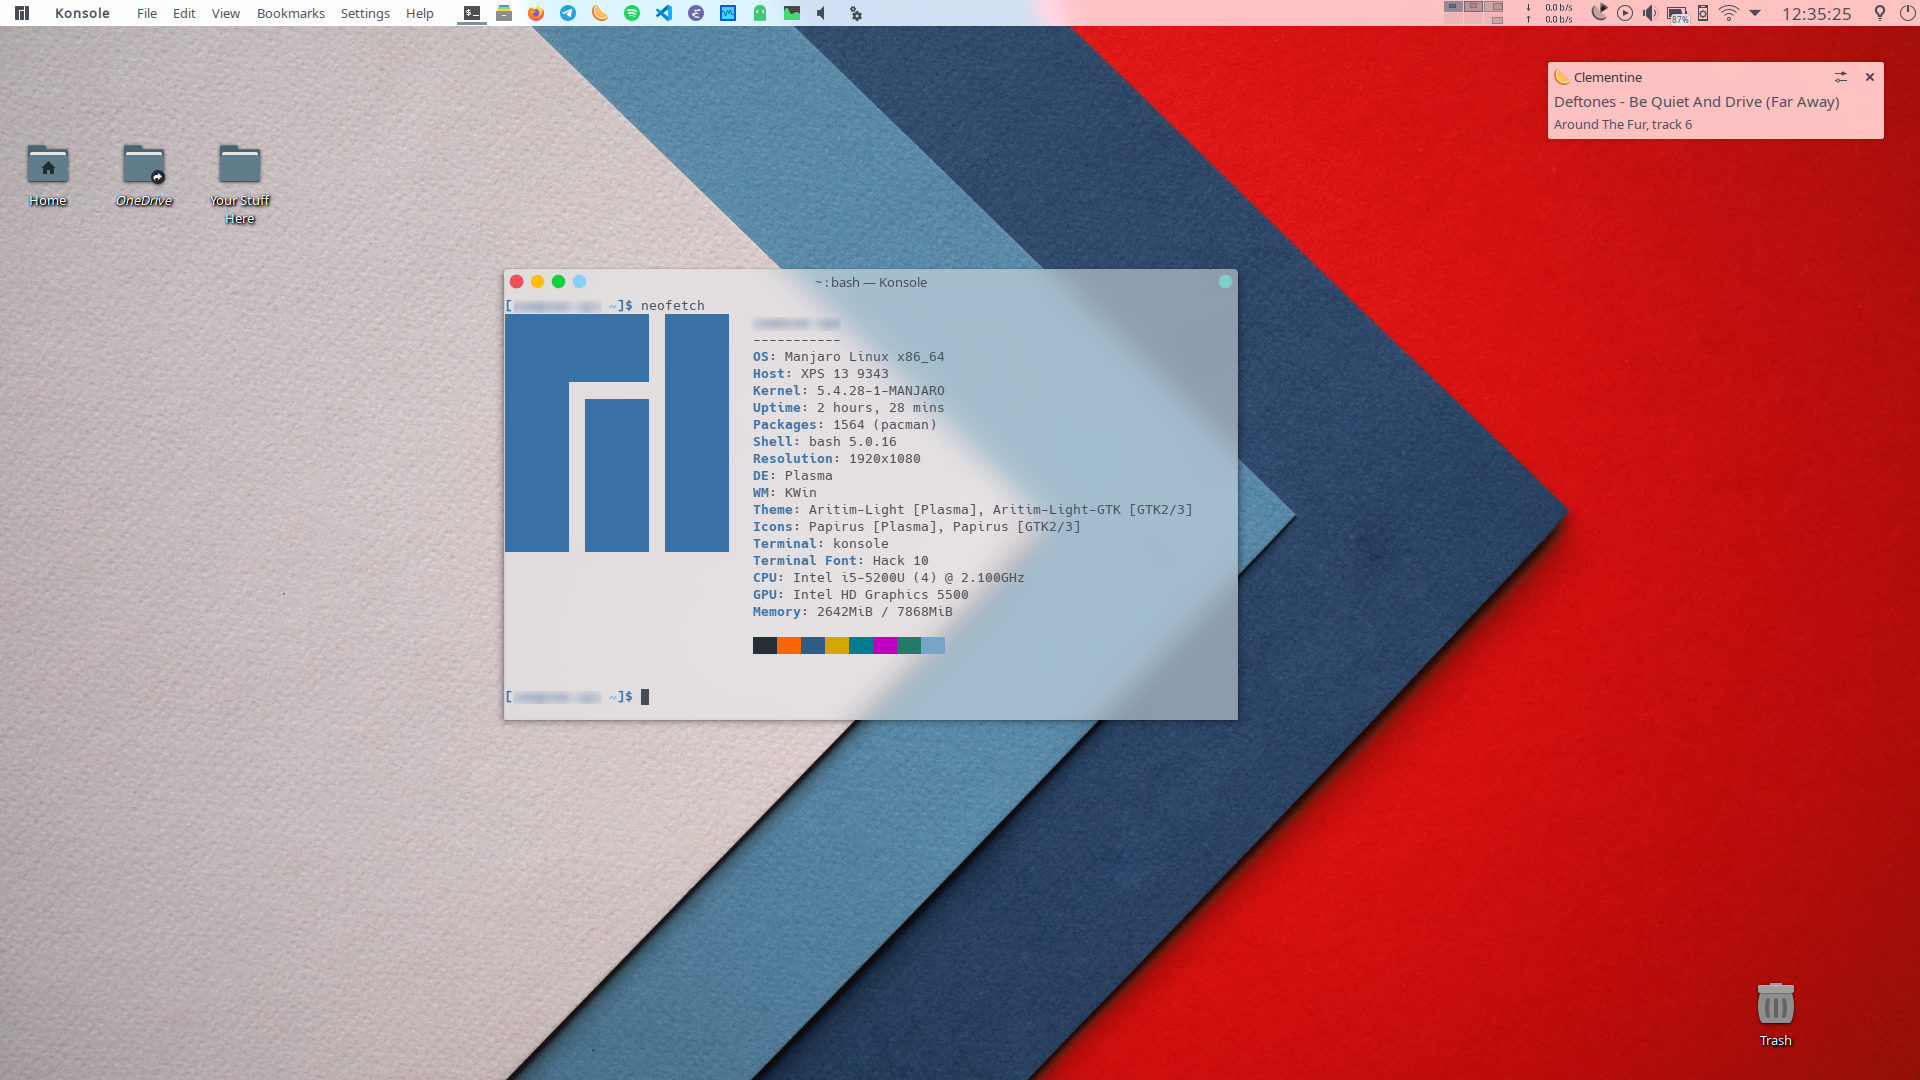 Konsole File Edit View Bookmarks Settings Help
0.0 b/s
0.0 b/s
87%
12:35:25
Clementine
Deftones - Be Quiet And Drive (Far Away)
Around The Fur, track 6
Home
OneDrive
Your Stuff
Here
~ : bash — Konsole
[ ~]$ neofetch
-----------
OS: Manjaro Linux x86_64
Host: XPS 13 9343
Kernel: 5.4.28-1-MANJARO
Uptime: 2 hours, 28 mins
Packages: 1564 (pacman)
Shell: bash 5.0.16
Resolution: 1920x1080
DE: Plasma
WM: KWin
Theme: Aritim-Light [Plasma], Aritim-Light-GTK [GTK2/3]
Icons: Papirus [Plasma], Papirus [GTK2/3]
Terminal: konsole
Terminal Font: Hack 10
CPU: Intel i5-5200U (4) @ 2.100GHz
GPU: Intel HD Graphics 5500
Memory: 2642MiB / 7868MiB
[ ~]$
Trash